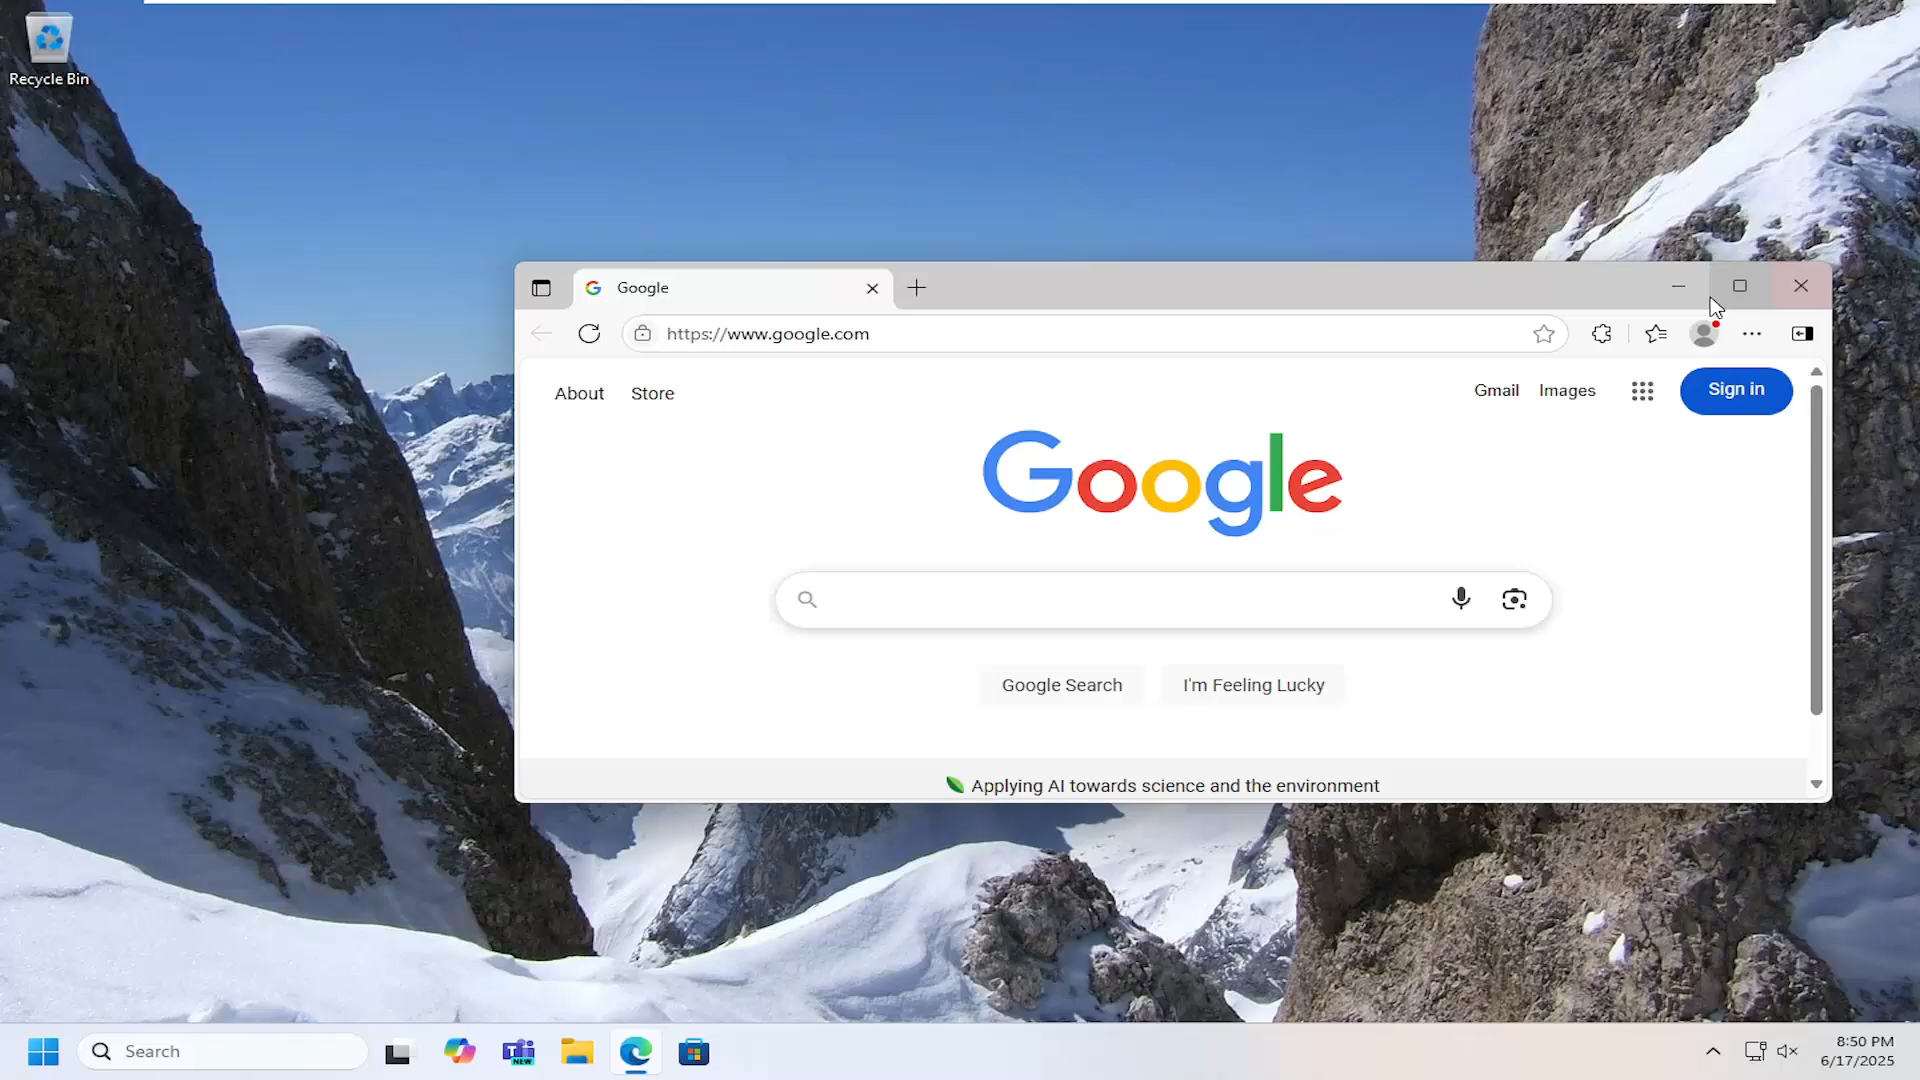 Recycle Bin
Google
https://www.google.com
About Store
Gmail Images Sign in
Google
Google Search I'm Feeling Lucky
Applying AI towards science and the environment
Search
NEW
8:50 PM
6/17/2025